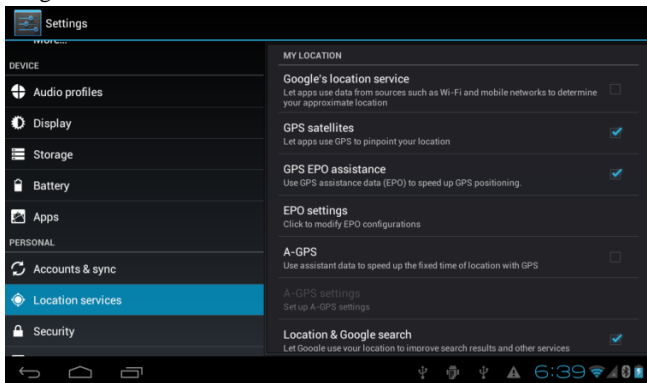 Settings
DEVICE
Audio profiles
Display
Storage
Battery
Apps
PERSONAL
Accounts & sync
Location services
Security
MY LOCATION
Google's location service
Let apps use data from sources such as Wi-Fi and mobile networks to determine
your approximate location
GPS satellites
Let apps use GPS to pinpoint your location
GPS EPO assistance
Use GPS assistance data (EPO) to speed up GPS positioning.
EPO settings
Click to modify EPO configurations
A-GPS
Use assistant data to speed up the fixed time of location with GPS
A-GPS settings
Set up A-GPS settings
Location & Google search
Let Google use your location to improve search results and other services
6:39